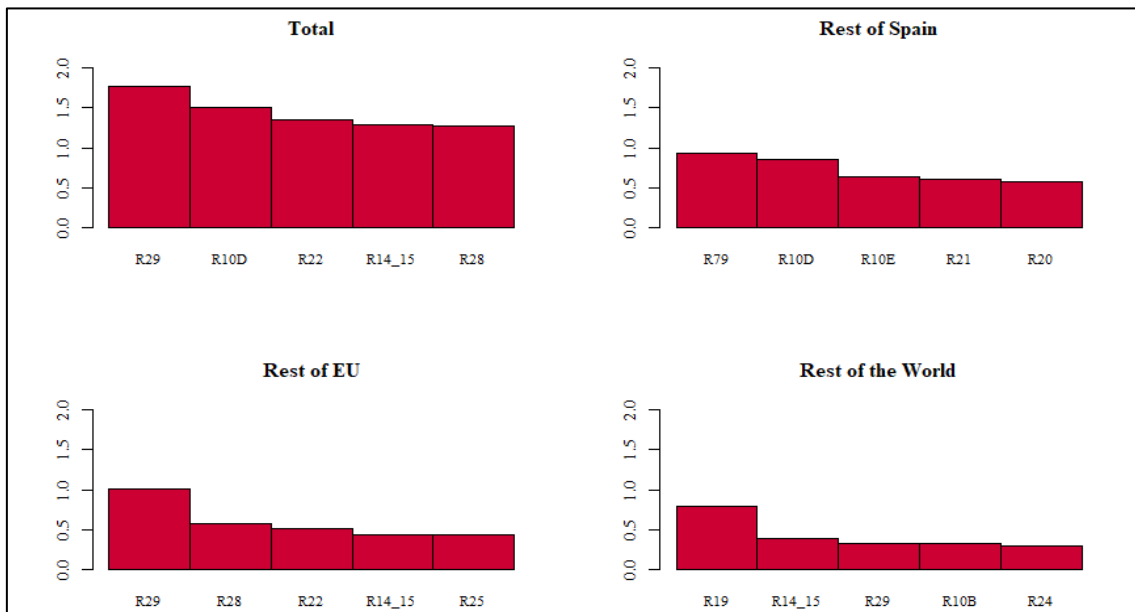 Total
2.0
1.5
1.0
0.5
0.0
R29 R10D R22 R14_15 R28
Rest of Spain
2.0
1.5
1.0
0.5
0.0
R79 R10D R10E R21 R20
Rest of EU
2.0
1.5
1.0
0.5
0.0
R29 R28 R22 R14_15 R25
Rest of the World
2.0
1.5
1.0
0.5
0.0
R19 R14_15 R29 R10B R24